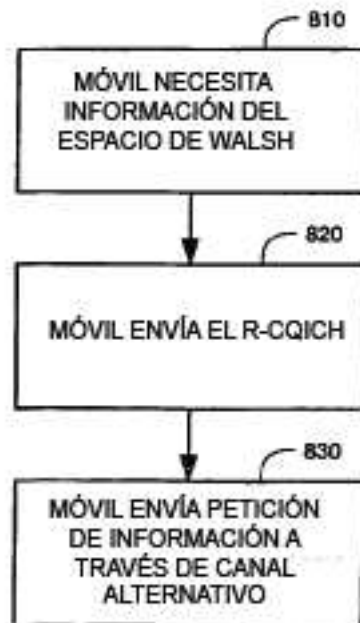 810
MÓVIL NECESITA
INFORMACIÓN DEL
ESPACIO DE WALSH
820
MÓVIL ENVÍA EL R-CQICH
830
MÓVIL ENVÍA PETICIÓN
DE INFORMACIÓN A
TRAVÉS DE CANAL
ALTERNATIVO